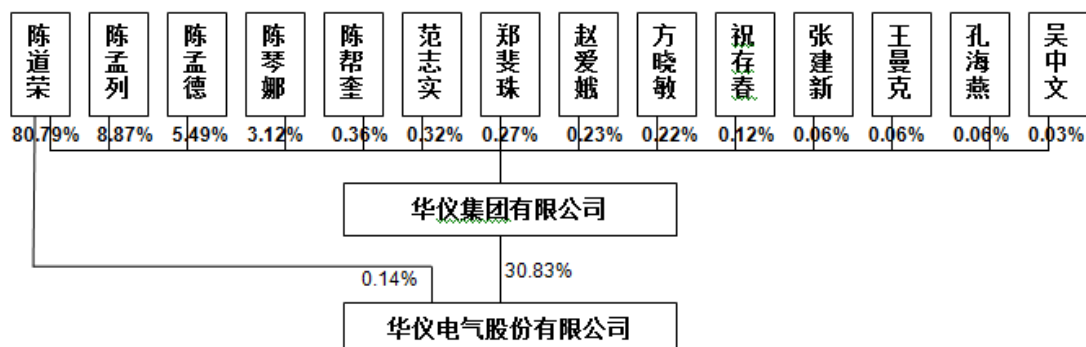 陈道荣
陈孟列
陈孟德
陈琴娜
陈帮奎
范志实
郑斐珠
赵爱娥
方晓敏
祝存春
张建新
王曼克
孔海燕
吴中文
80.79% 8.87% 5.49% 3.12% 0.36% 0.32% 0.27% 0.23% 0.22% 0.12% 0.06% 0.06% 0.06% 0.03%
华仪集团有限公司
0.14%
30.83%
华仪电气股份有限公司